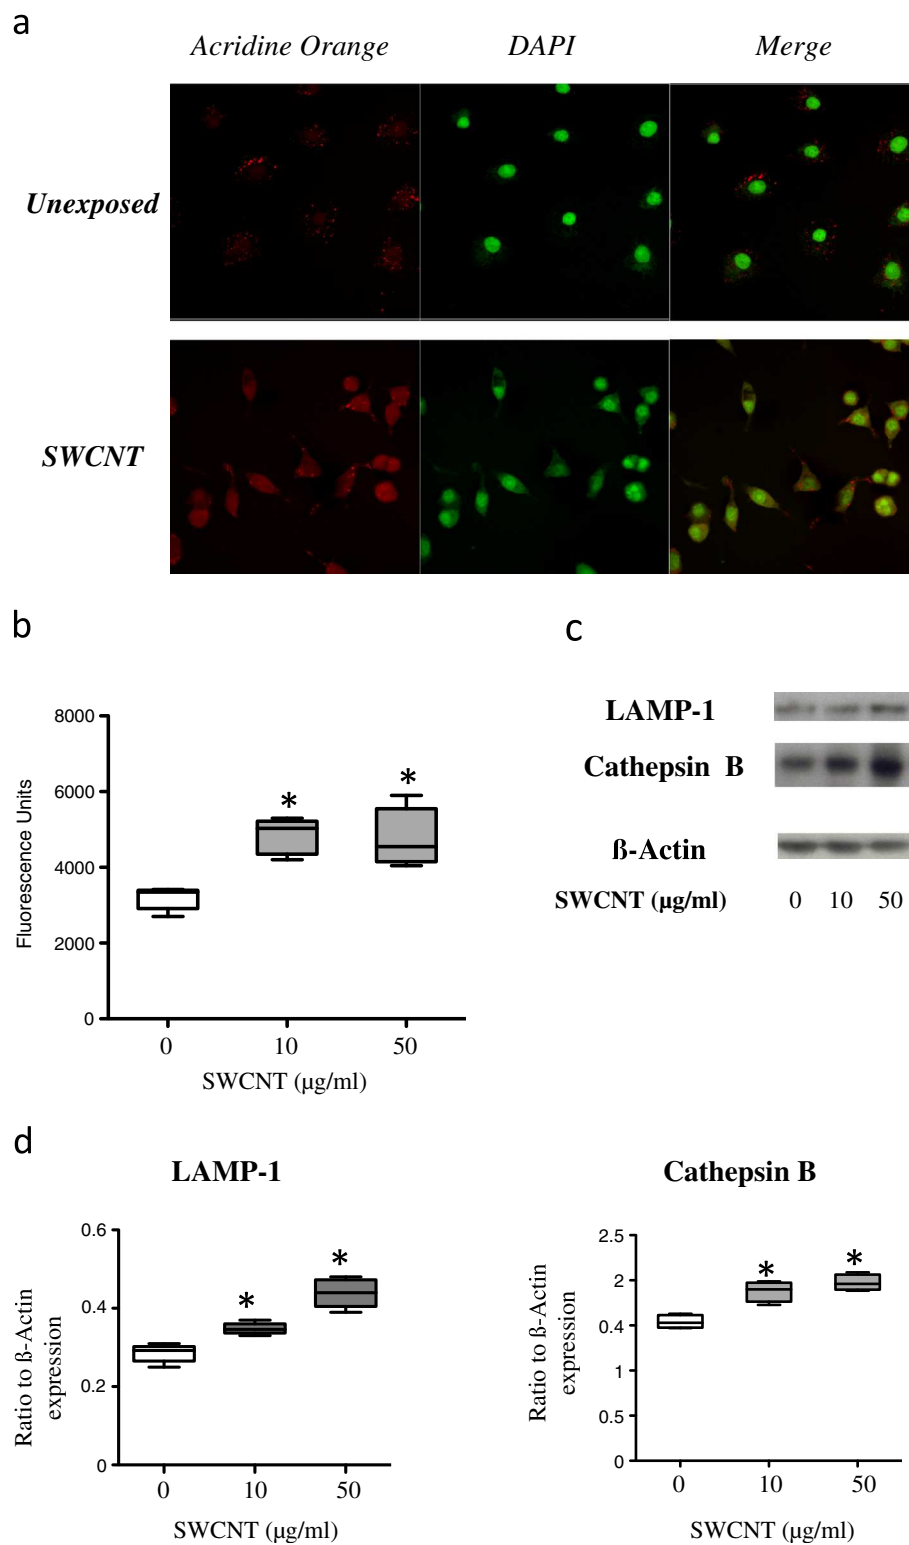 a
Acridine Orange DAPI Merge
Unexposed
SWCNT
b
8000
6000
4000
2000
0
Fluorescence Units
* *
0 10 50
SWCNT (µg/ml)
c
LAMP-1
Cathepsin B
ß-Actin
SWCNT (µg/ml) 0 10 50
d
LAMP-1
0.6
0.4
0.2
0
Ratio to ß-Actin
expression
* *
0 10 50
SWCNT (µg/ml)
Cathepsin B
2.5
2
0.4
1
0.5
0
Ratio to ß-Actin
expression
* *
0 10 50
SWCNT (µg/ml)